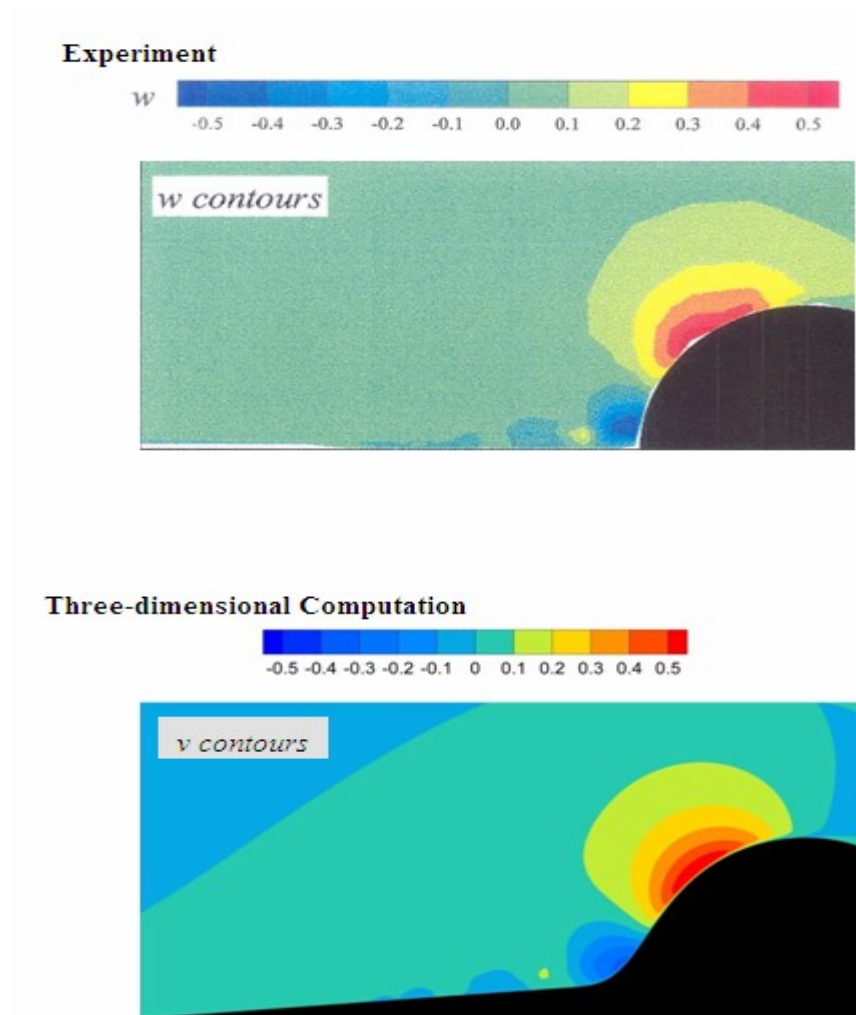 Experiment
w
-0.5 -0.4 -0.3 -0.2 -0.1 0.0 0.1 0.2 0.3 0.4 0.5
w contours
Three-dimensional Computation
-0.5 -0.4 -0.3 -0.2 -0.1 0 0.1 0.2 0.3 0.4 0.5
v contours